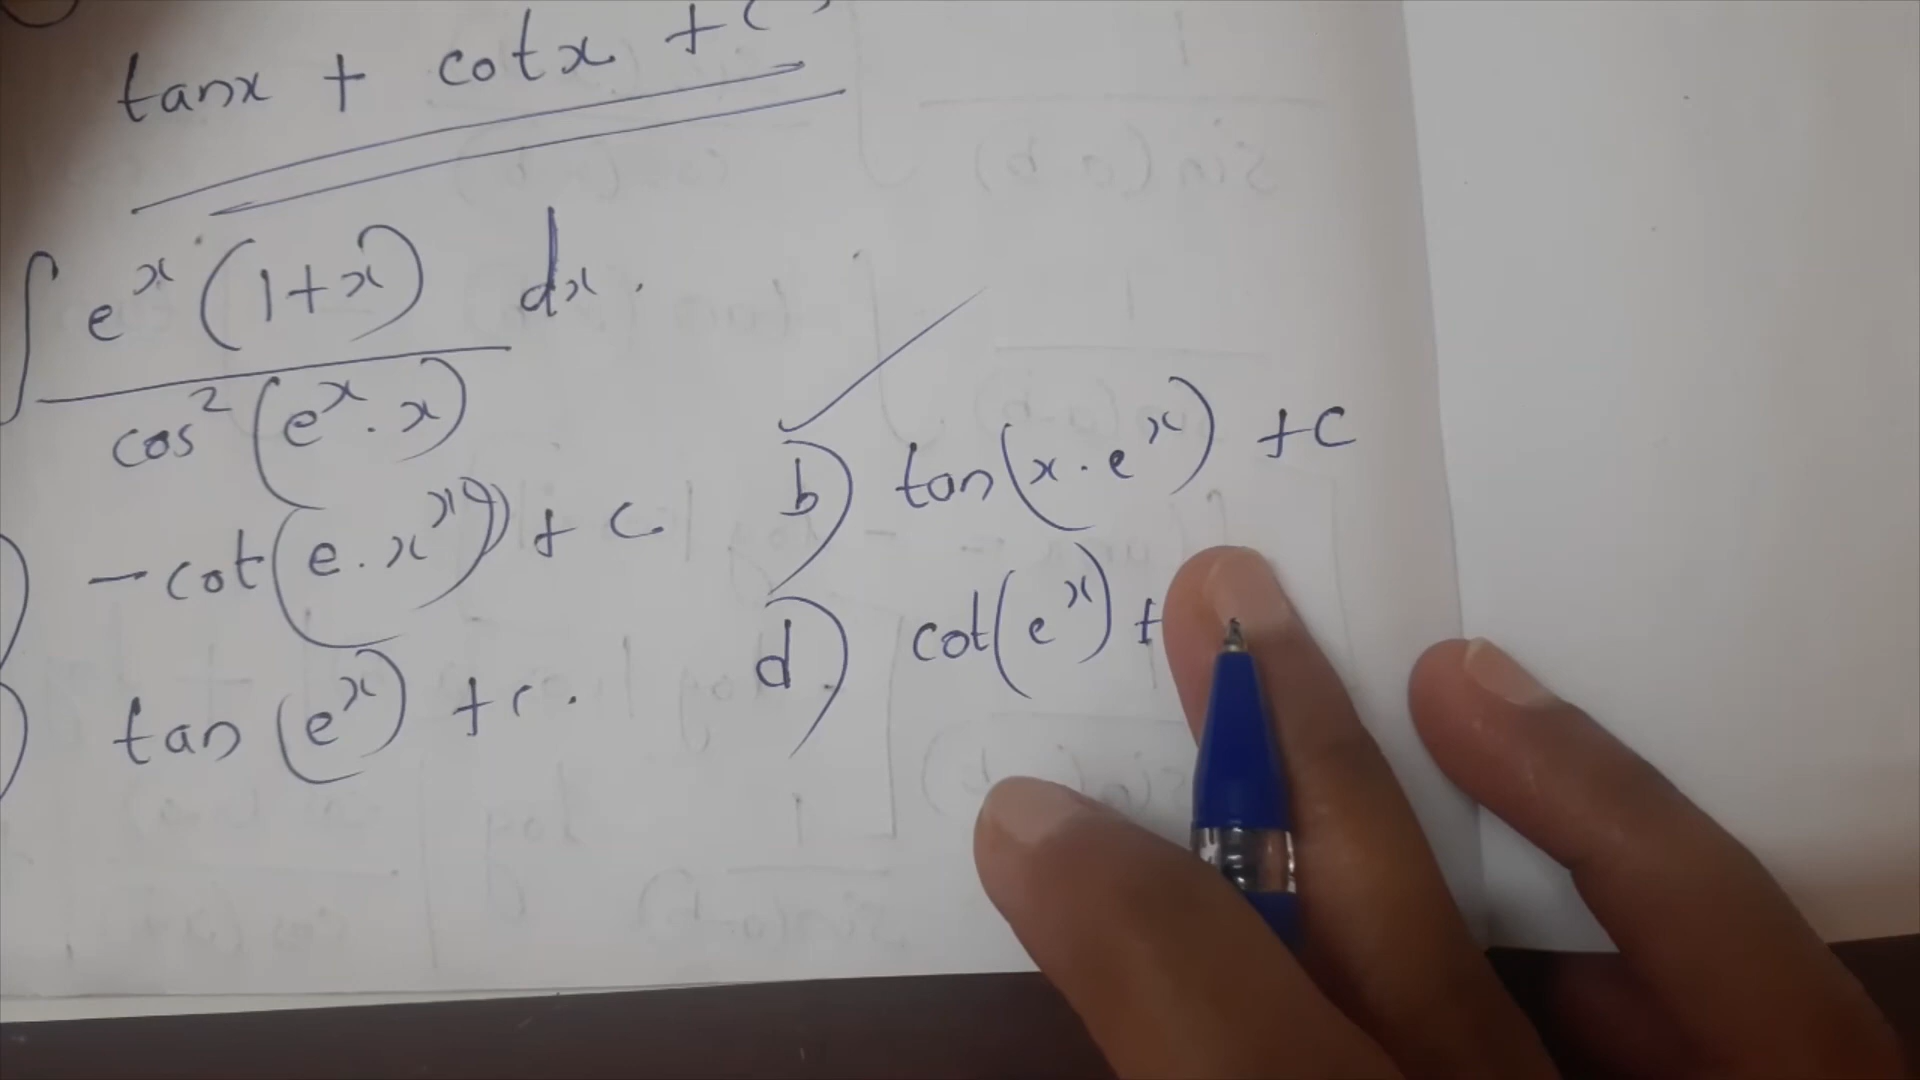 tanx + cotx + c
∫ e^x (1+x) / cos² (e^x . x) dx.
-cot(e.x^x) + c b) tan(x.e^x) + c
tan (e^x) + c. d) cot(e^x) +